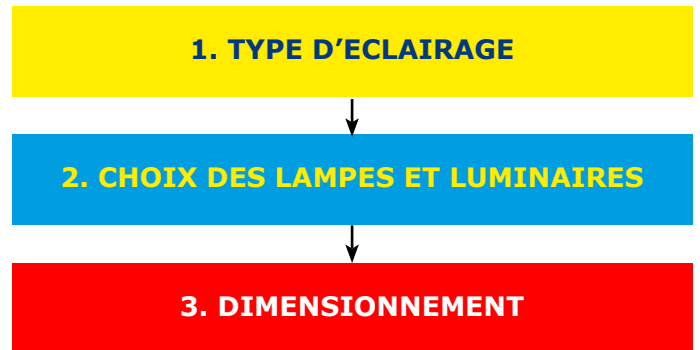 1. TYPE D’ECLAIRAGE
2. CHOIX DES LAMPES ET LUMINAIRES
3. DIMENSIONNEMENT